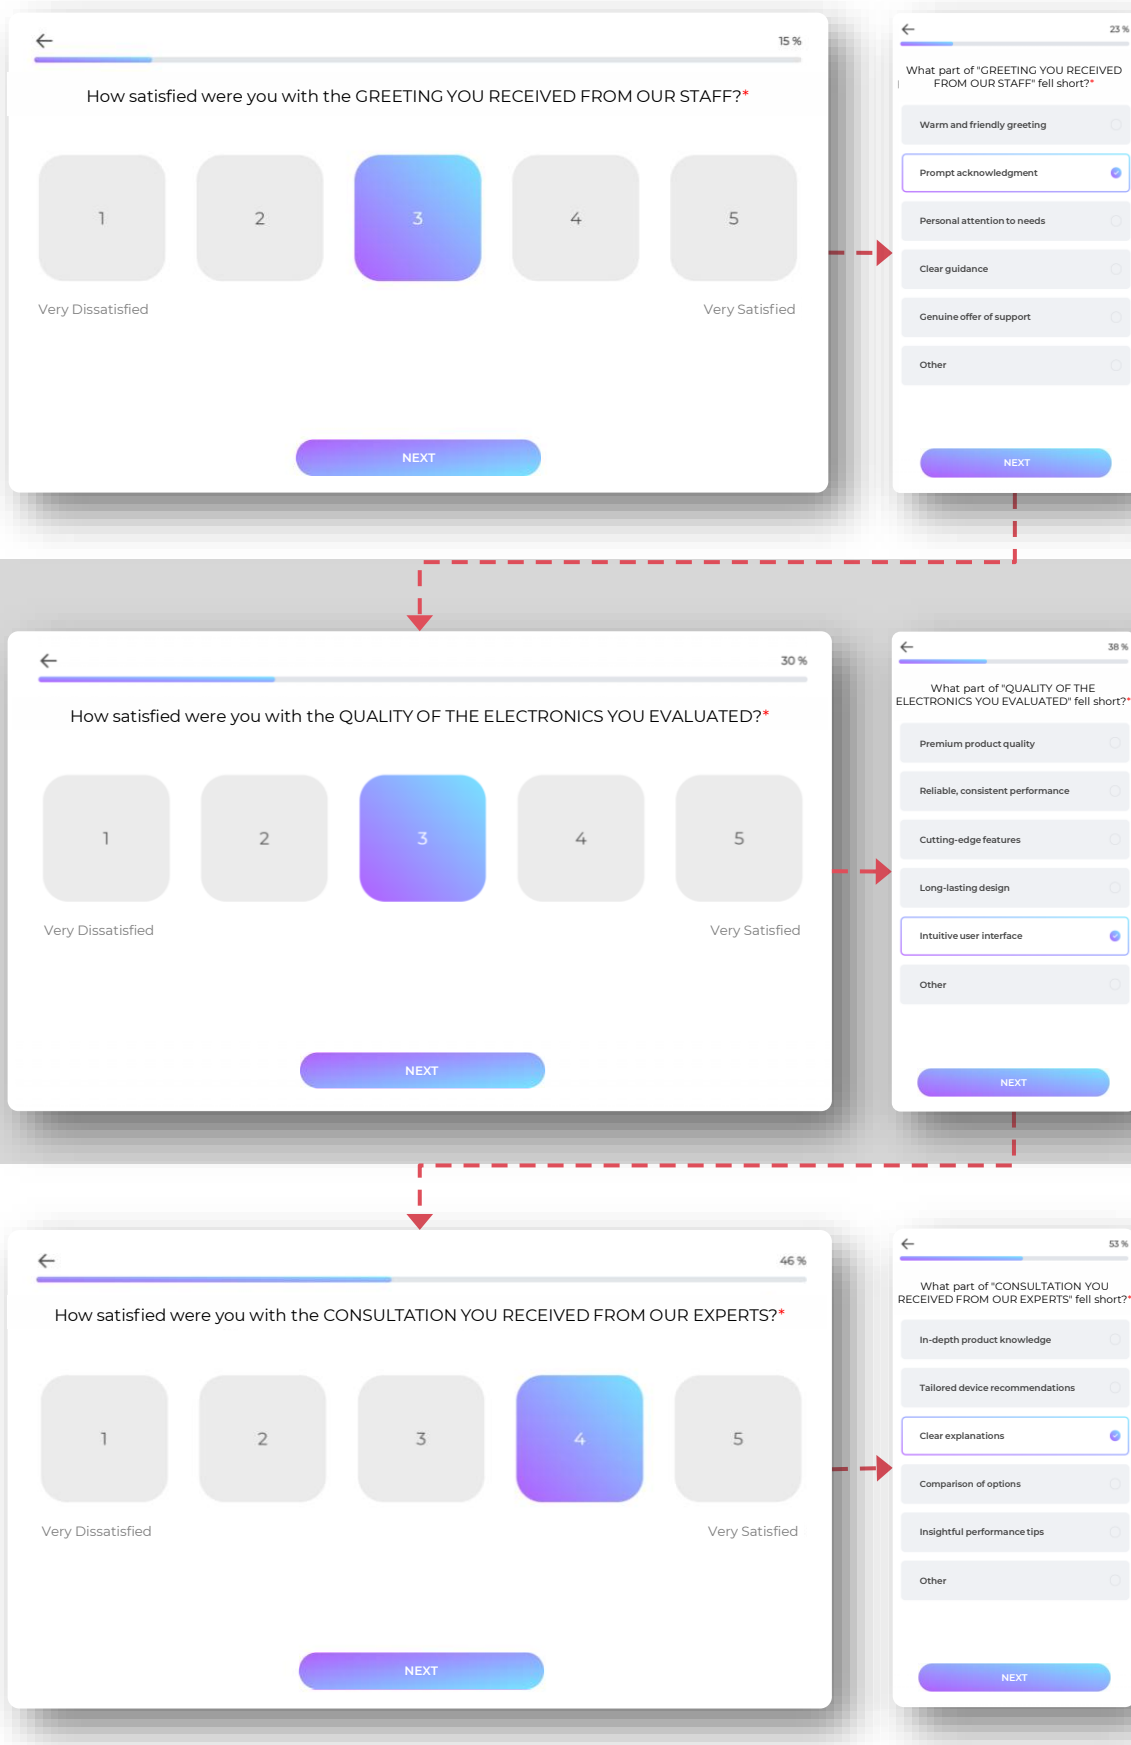 15 %
How satisfied were you with the GREETING YOU RECEIVED FROM OUR STAFF?*
1
2
3
4
5
Very Dissatisfied
Very Satisfied
NEXT
23 %
What part of "GREETING YOU RECEIVED
FROM OUR STAFF" fell short?*
Warm and friendly greeting
Prompt acknowledgment
Personal attention to needs
Clear guidance
Genuine offer of support
Other
NEXT
30 %
How satisfied were you with the QUALITY OF THE ELECTRONICS YOU EVALUATED?*
1
2
3
4
5
Very Dissatisfied
Very Satisfied
NEXT
38 %
What part of "QUALITY OF THE
ELECTRONICS YOU EVALUATED" fell short?*
Premium product quality
Reliable, consistent performance
Cutting-edge features
Long-lasting design
Intuitive user interface
Other
NEXT
46 %
How satisfied were you with the CONSULTATION YOU RECEIVED FROM OUR EXPERTS?*
1
2
3
4
5
Very Dissatisfied
Very Satisfied
NEXT
53 %
What part of "CONSULTATION YOU
RECEIVED FROM OUR EXPERTS" fell short?*
In-depth product knowledge
Tailored device recommendations
Clear explanations
Comparison of options
Insightful performance tips
Other
NEXT